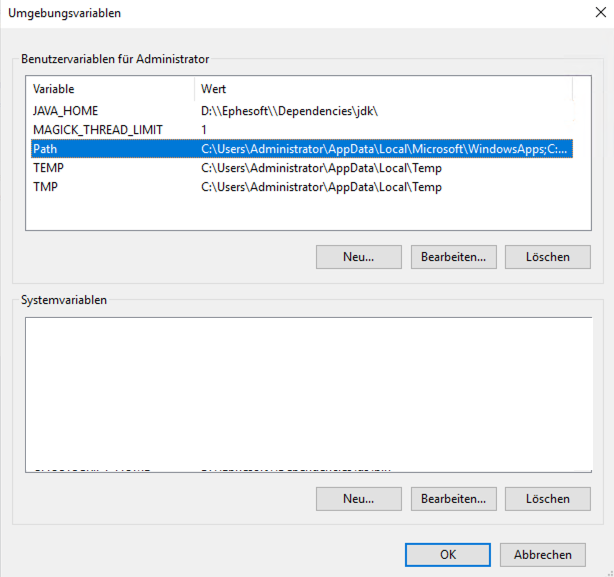 Umgebungsvariablen
Benutzervariablen für Administrator
Variable Wert
JAVA_HOME D:\\Ephesoft\\Dependencies\jdk\
MAGICK_THREAD_LIMIT 1
Path C:\Users\Administrator\AppData\Local\Microsoft\WindowsApps;C:...
TEMP C:\Users\Administrator\AppData\Local\Temp
TMP C:\Users\Administrator\AppData\Local\Temp
Neu... Bearbeiten... Löschen
Systemvariablen
Neu... Bearbeiten... Löschen
OK Abbrechen